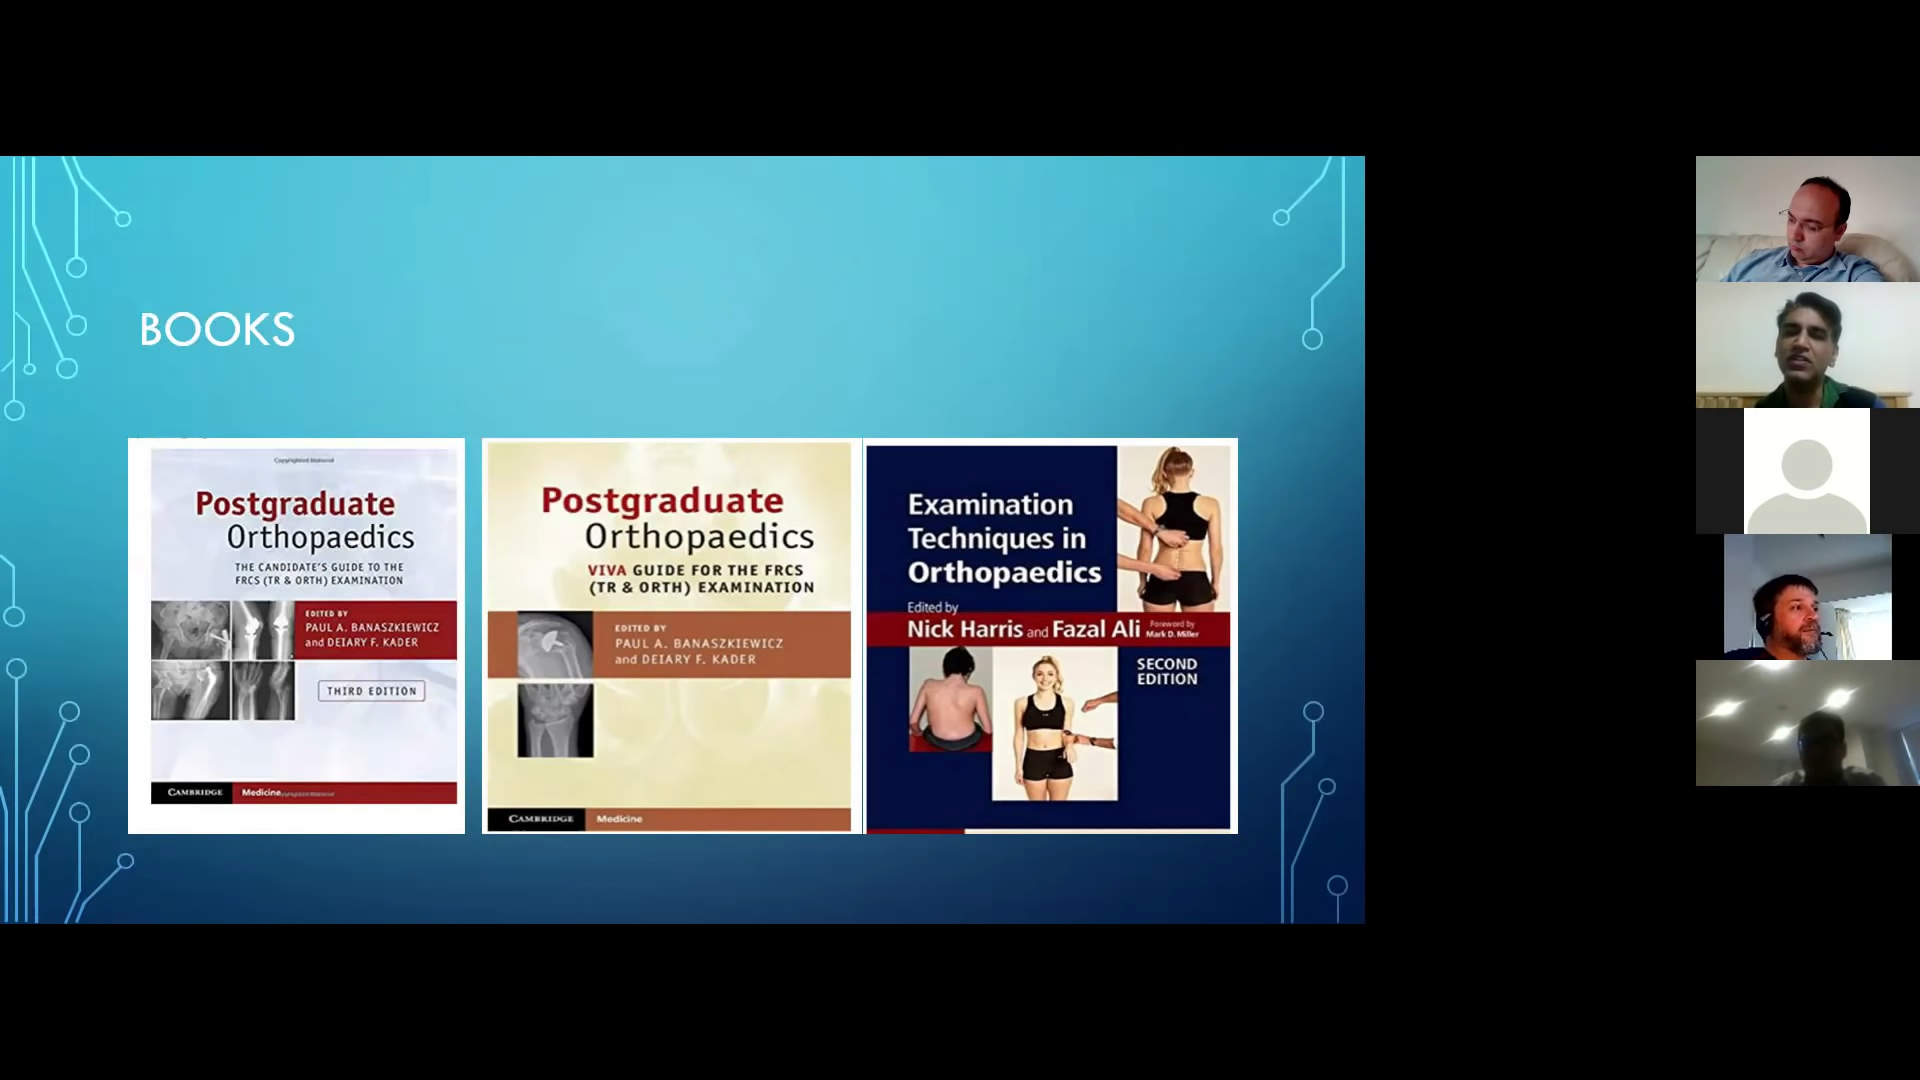 BOOKS
Copyrighted Material
Postgraduate
Orthopaedics
THE CANDIDATE'S GUIDE TO THE
FRCS (TR & ORTH) EXAMINATION
EDITED BY
PAUL A. BANASZKIEWICZ
and DEIARY F. KADER
THIRD EDITION
CAMBRIDGE Medicine
Copyrighted Material
Postgraduate
Orthopaedics
VIVA GUIDE FOR THE FRCS
(TR & ORTH) EXAMINATION
EDITED BY
PAUL A. BANASZKIEWICZ
and DEIARY F. KADER
CAMBRIDGE Medicine
Examination
Techniques in
Orthopaedics
Edited by
Nick Harris and Fazal Ali
Foreword by
Mark D. Miller
SECOND
EDITION